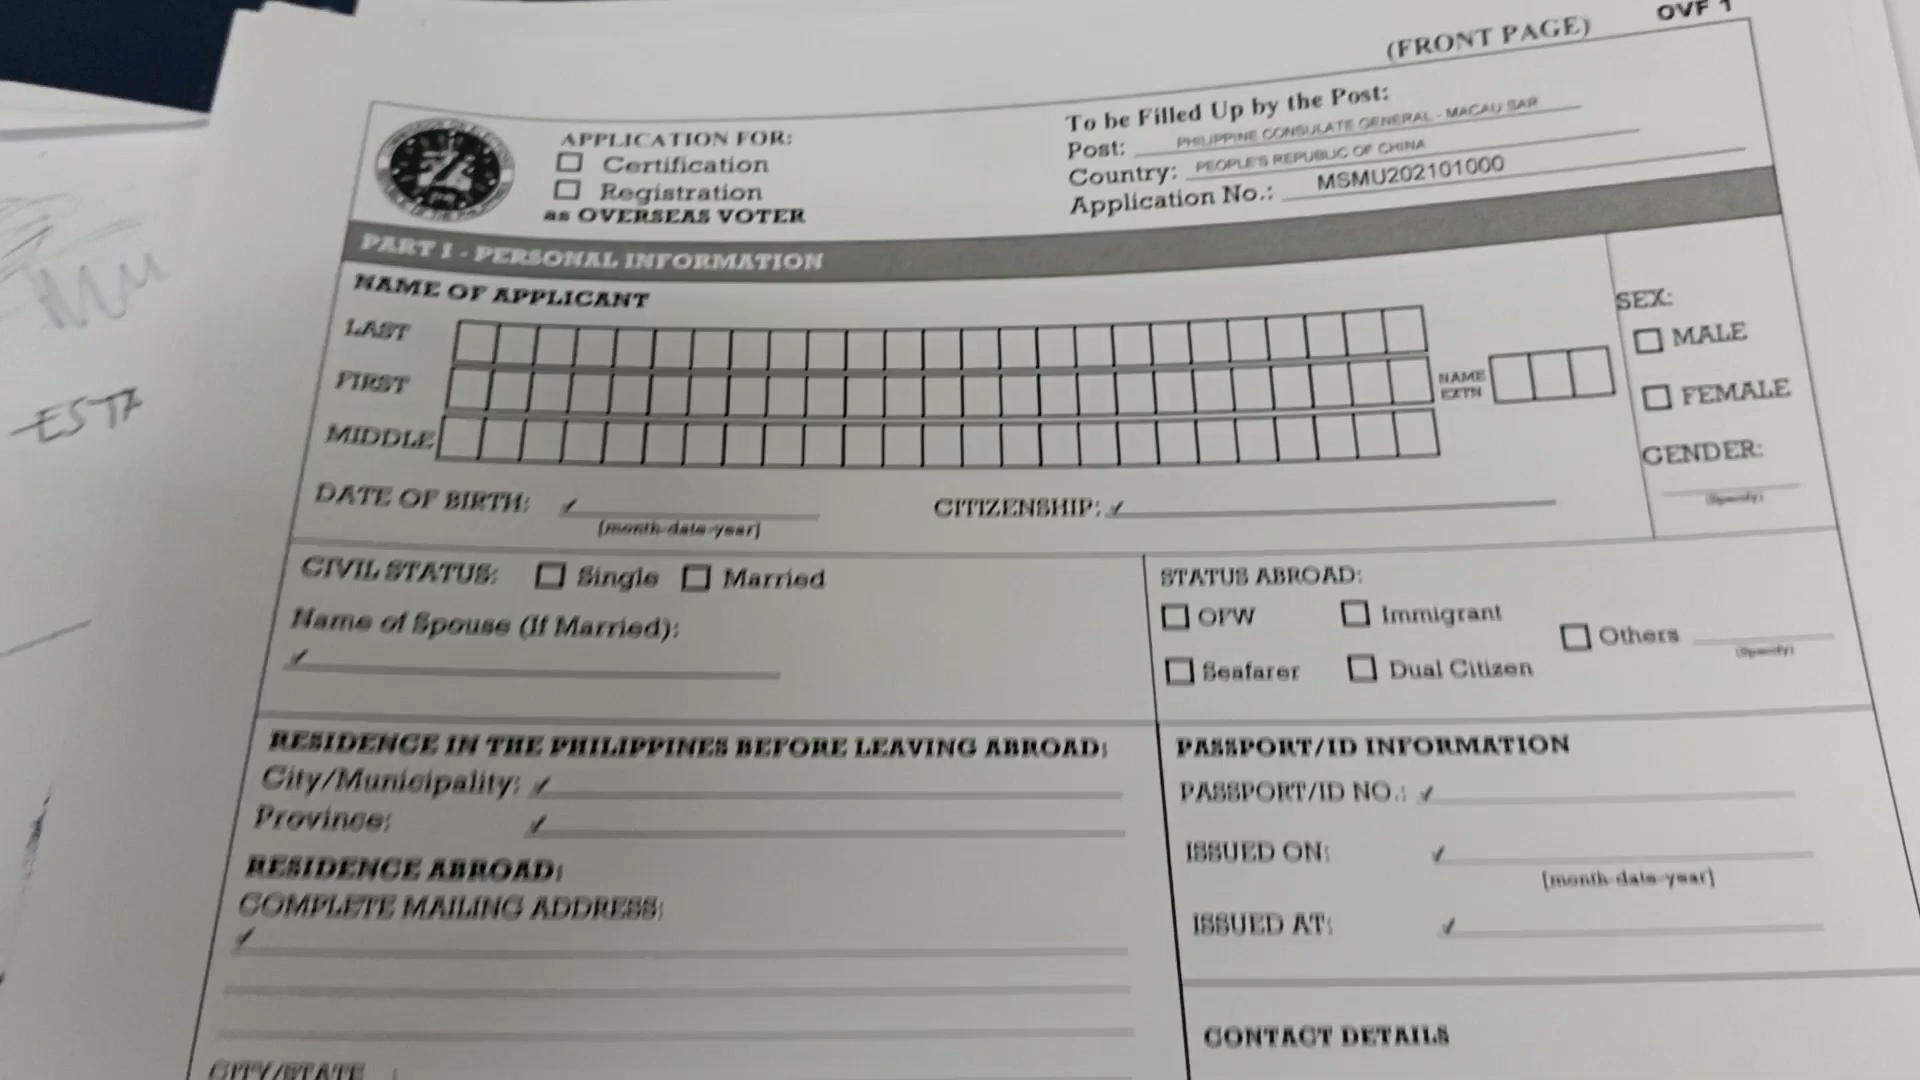 OVF 1
(FRONT PAGE)
APPLICATION FOR:
Certification
Registration
as OVERSEAS VOTER
To be Filled Up by the Post:
Post: PHILIPPINE CONSULATE GENERAL - MACAU SAR
Country: PEOPLE'S REPUBLIC OF CHINA
Application No.: MSMU202101000
PART I - PERSONAL INFORMATION
NAME OF APPLICANT
LAST
FIRST
NAME EXTN
MIDDLE
SEX:
MALE
FEMALE
GENDER:
(Specify)
DATE OF BIRTH:
(month-date-year)
CITIZENSHIP:
CIVIL STATUS: Single Married
Name of Spouse (If Married):
STATUS ABROAD:
OFW Immigrant
Others
(Specify)
Seafarer Dual Citizen
RESIDENCE IN THE PHILIPPINES BEFORE LEAVING ABROAD:
City/Municipality:
Province:
RESIDENCE ABROAD:
COMPLETE MAILING ADDRESS:
CITY/STATE
PASSPORT/ID INFORMATION
PASSPORT/ID NO.:
ISSUED ON:
(month-date-year)
ISSUED AT:
CONTACT DETAILS
ESTA